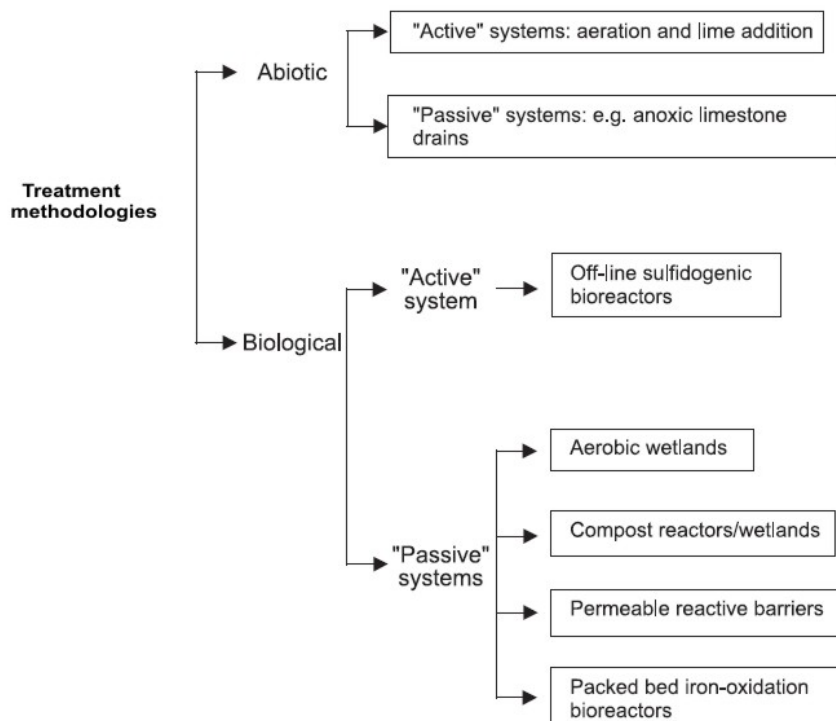 "Active" systems: aeration and lime addition
Abiotic
"Passive" systems: e.g. anoxic limestone
drains
Treatment
methodologies
"Active"
system
Off-line sulfidogenic
bioreactors
Biological
Aerobic wetlands
Compost reactors/wetlands
"Passive"
systems
Permeable reactive barriers
Packed bed iron-oxidation
bioreactors